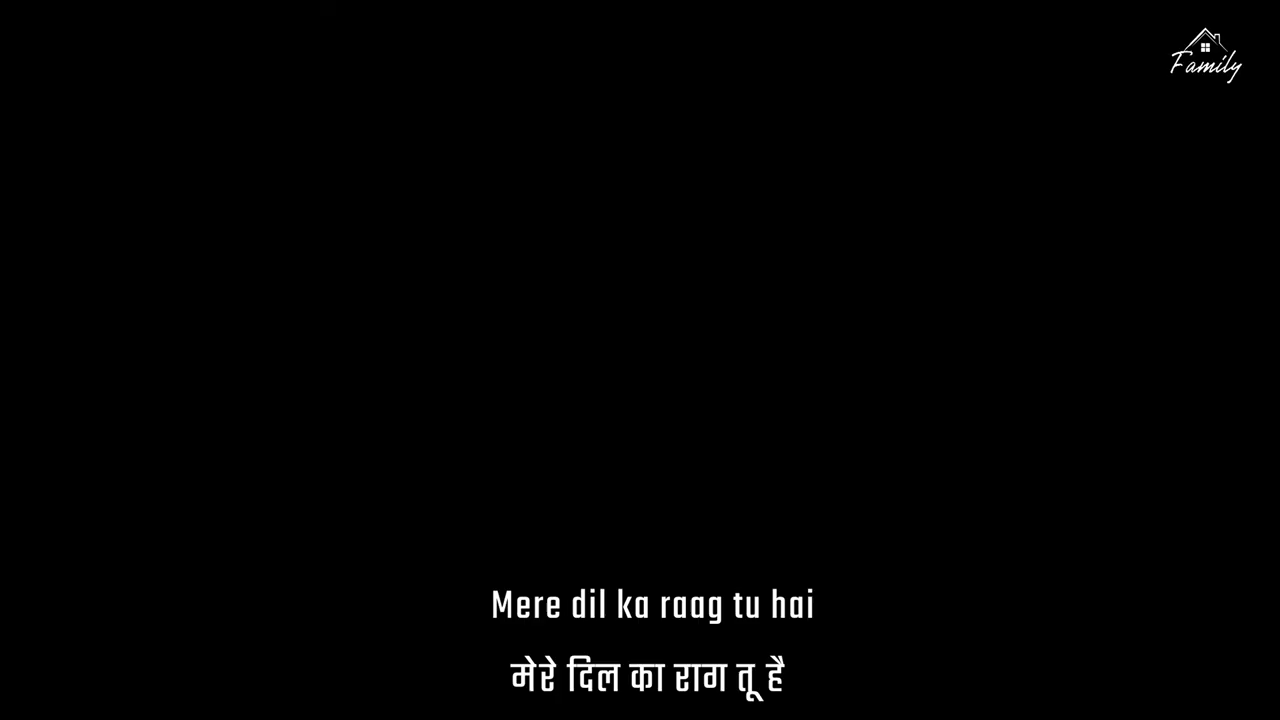 Family
Mere dil ka raag tu hai
मेरे दिल का राग तू है